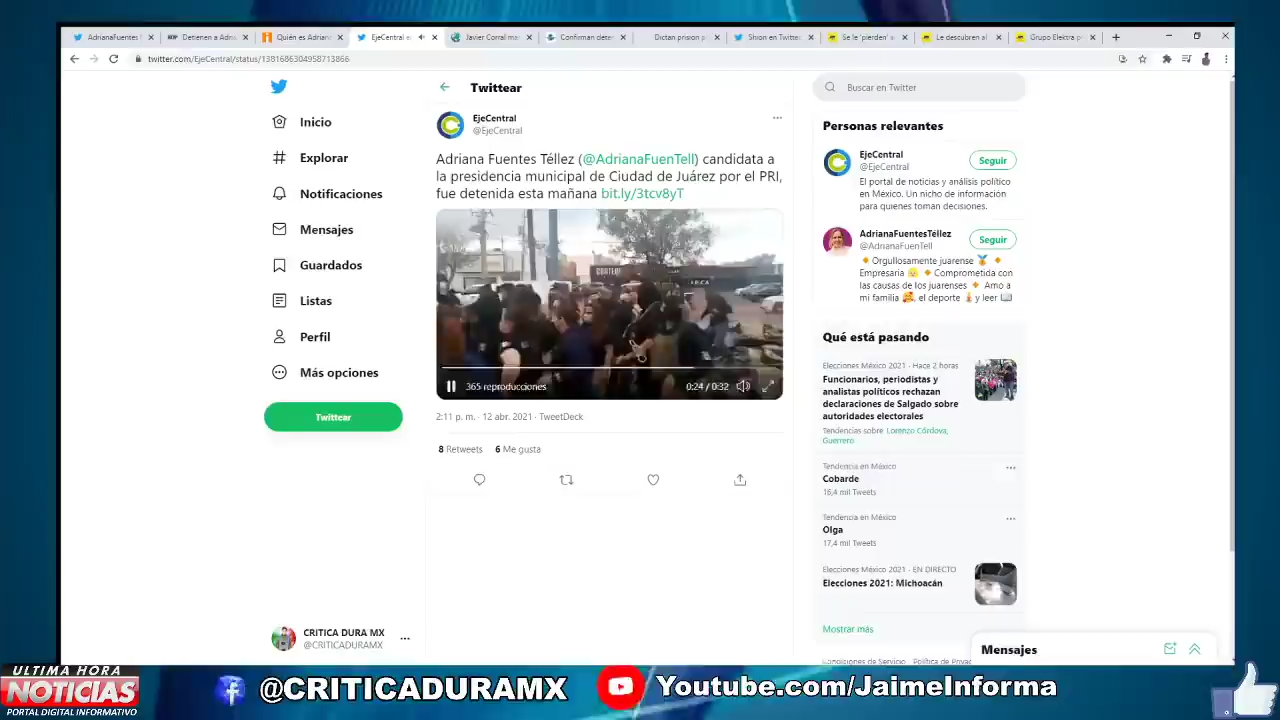 AdrianaFuentes T
Detienen a Adria
Quién es Adriana
EjeCentral e
Javier Corral ma
Confirman dete
Dictan prision p
Shion en Twitte
Se le 'pierden' e
Le descubren al
Grupo Elektra p
twitter.com/EjeCentral/status/1381686304958713866
Inicio
Explorar
Notificaciones
Mensajes
Guardados
Listas
Perfil
Más opciones
Twittear
CRITICA DURA MX
@CRITICADURAMX
Twittear
EjeCentral
@EjeCentral
Adriana Fuentes Téllez (@AdrianaFuenTell) candidata a
la presidencia municipal de Ciudad de Juárez por el PRI,
fue detenida esta mañana bit.ly/3tcv8yT
365 reproducciones
0:24 / 0:32
2:11 p. m. · 12 abr. 2021 · TweetDeck
8 Retweets 6 Me gusta
Buscar en Twitter
Personas relevantes
EjeCentral
@EjeCentral
Seguir
El portal de noticias y análisis político
en México. Un nicho de información
para quienes toman decisiones.
AdrianaFuentesTéllez
@AdrianaFuenTell
Seguir
Orgullosamente juarense
Empresaria Comprometida
con las causas de los juarenses Amo a
mi familia , el deporte y leer
Qué está pasando
Elecciones México 2021 · Hace 2 horas
Funcionarios, periodistas y
analistas políticos rechazan
declaraciones de Salgado sobre
autoridades electorales
Tendencias sobre Lorenzo Córdova,
Guerrero
Tendencia en México
Cobarde
16,4 mil Tweets
Tendencia en México
Olga
17,4 mil Tweets
Elecciones México 2021 · EN DIRECTO
Elecciones 2021: Michoacán
Mostrar más
Condiciones de Servicio Política de Privac
Mensajes
ULTIMA HORA
NOTICIAS
PORTAL DIGITAL INFORMATIVO
@CRITICADURAMX
Youtube.com/JaimeInforma